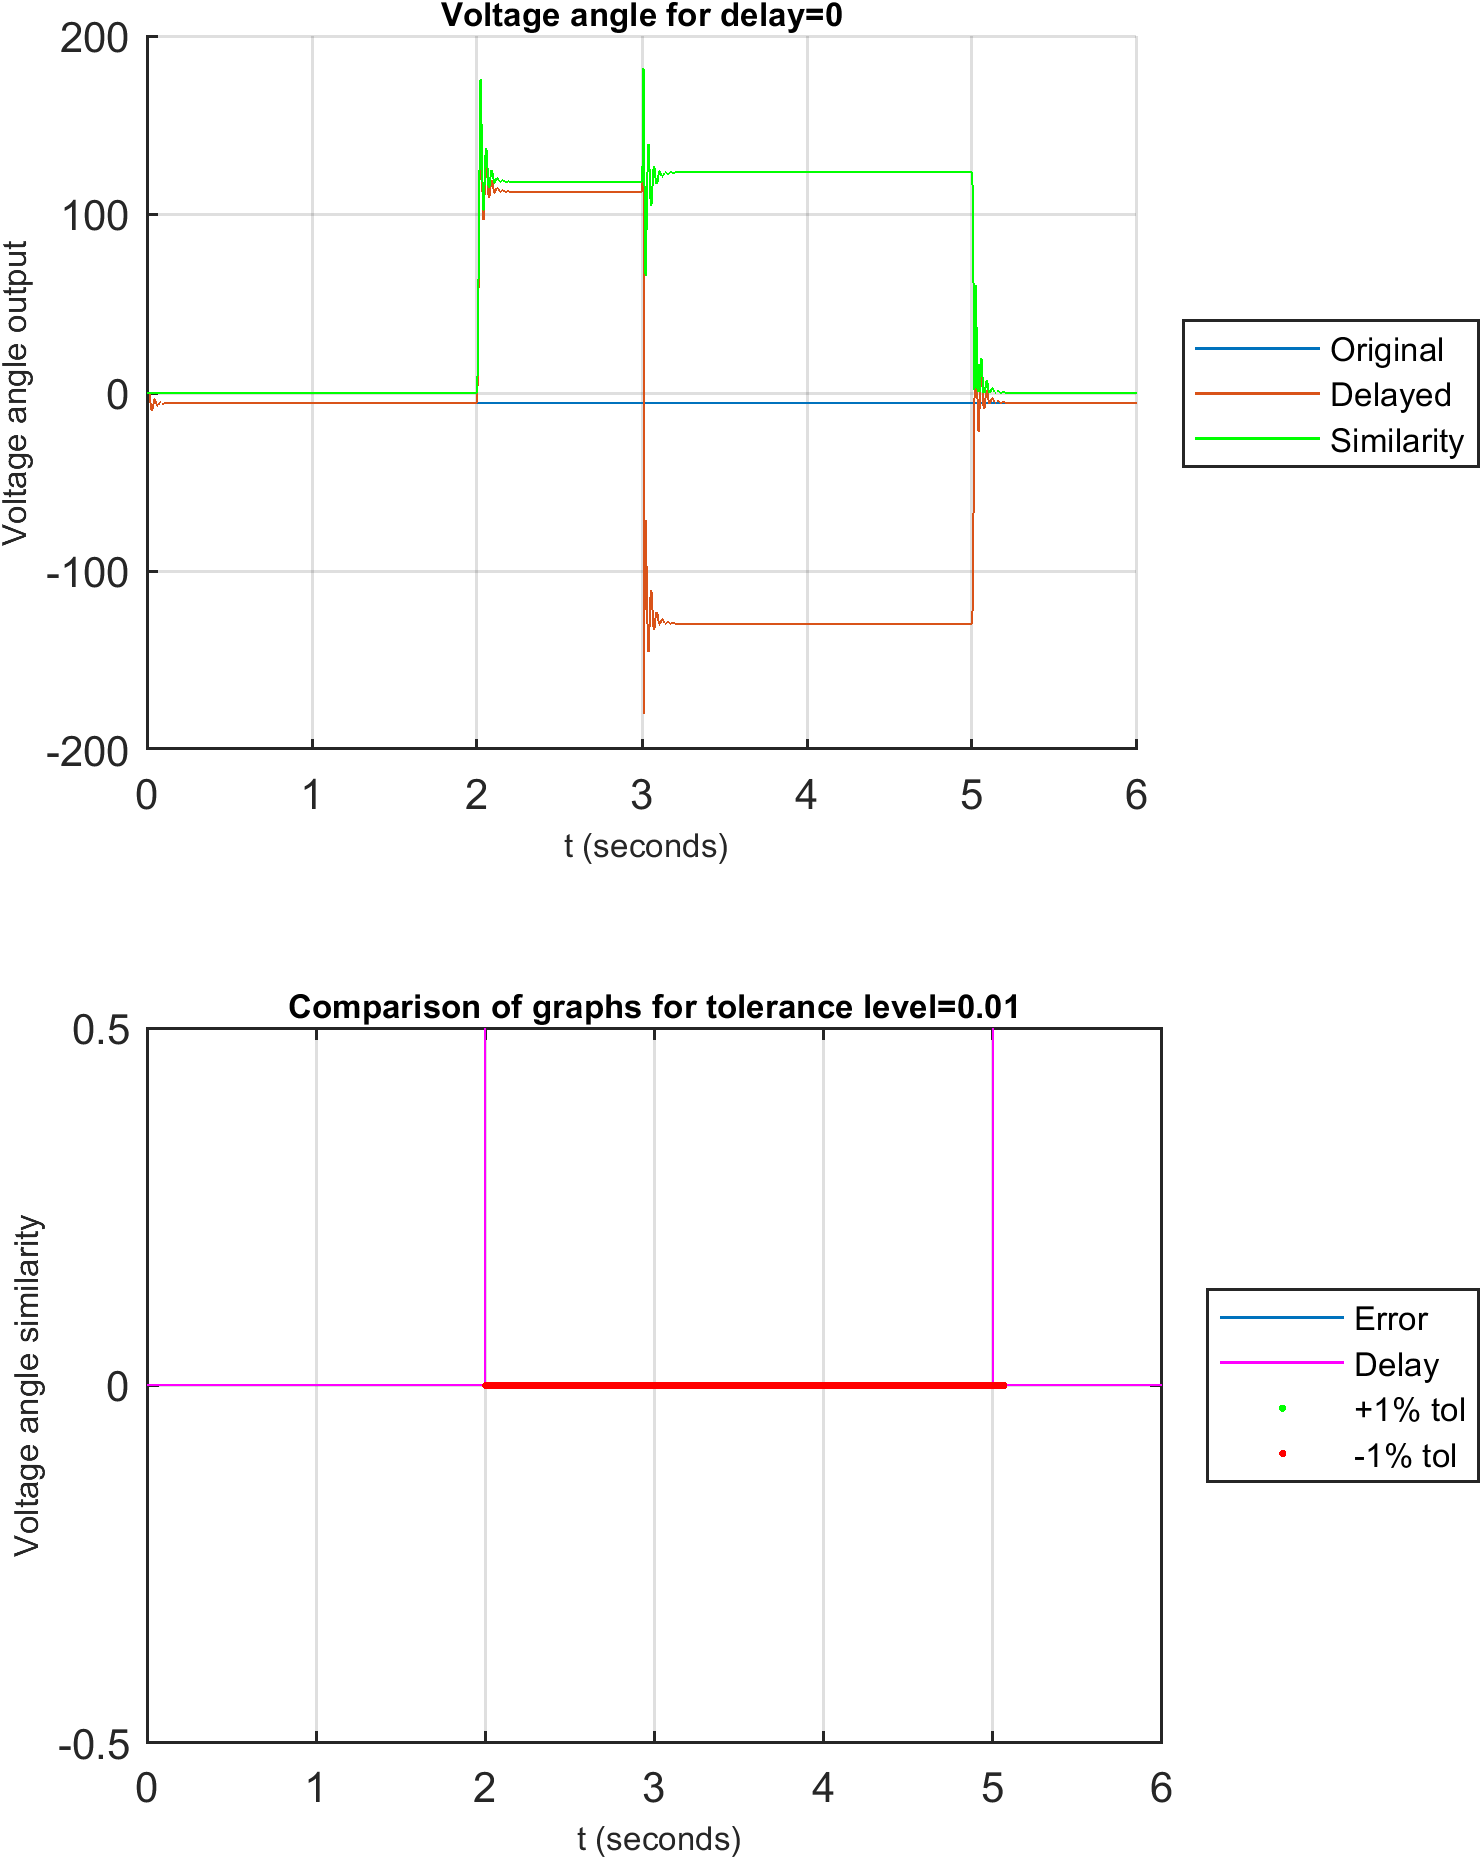 Voltage angle for delay=0
200
100
0
-100
-200
Voltage angle output
0 1 2 3 4 5 6
t (seconds)
Original
Delayed
Similarity
Comparison of graphs for tolerance level=0.01
0.5
0
-0.5
Voltage angle similarity
0 1 2 3 4 5 6
t (seconds)
Error
Delay
+1% tol
-1% tol